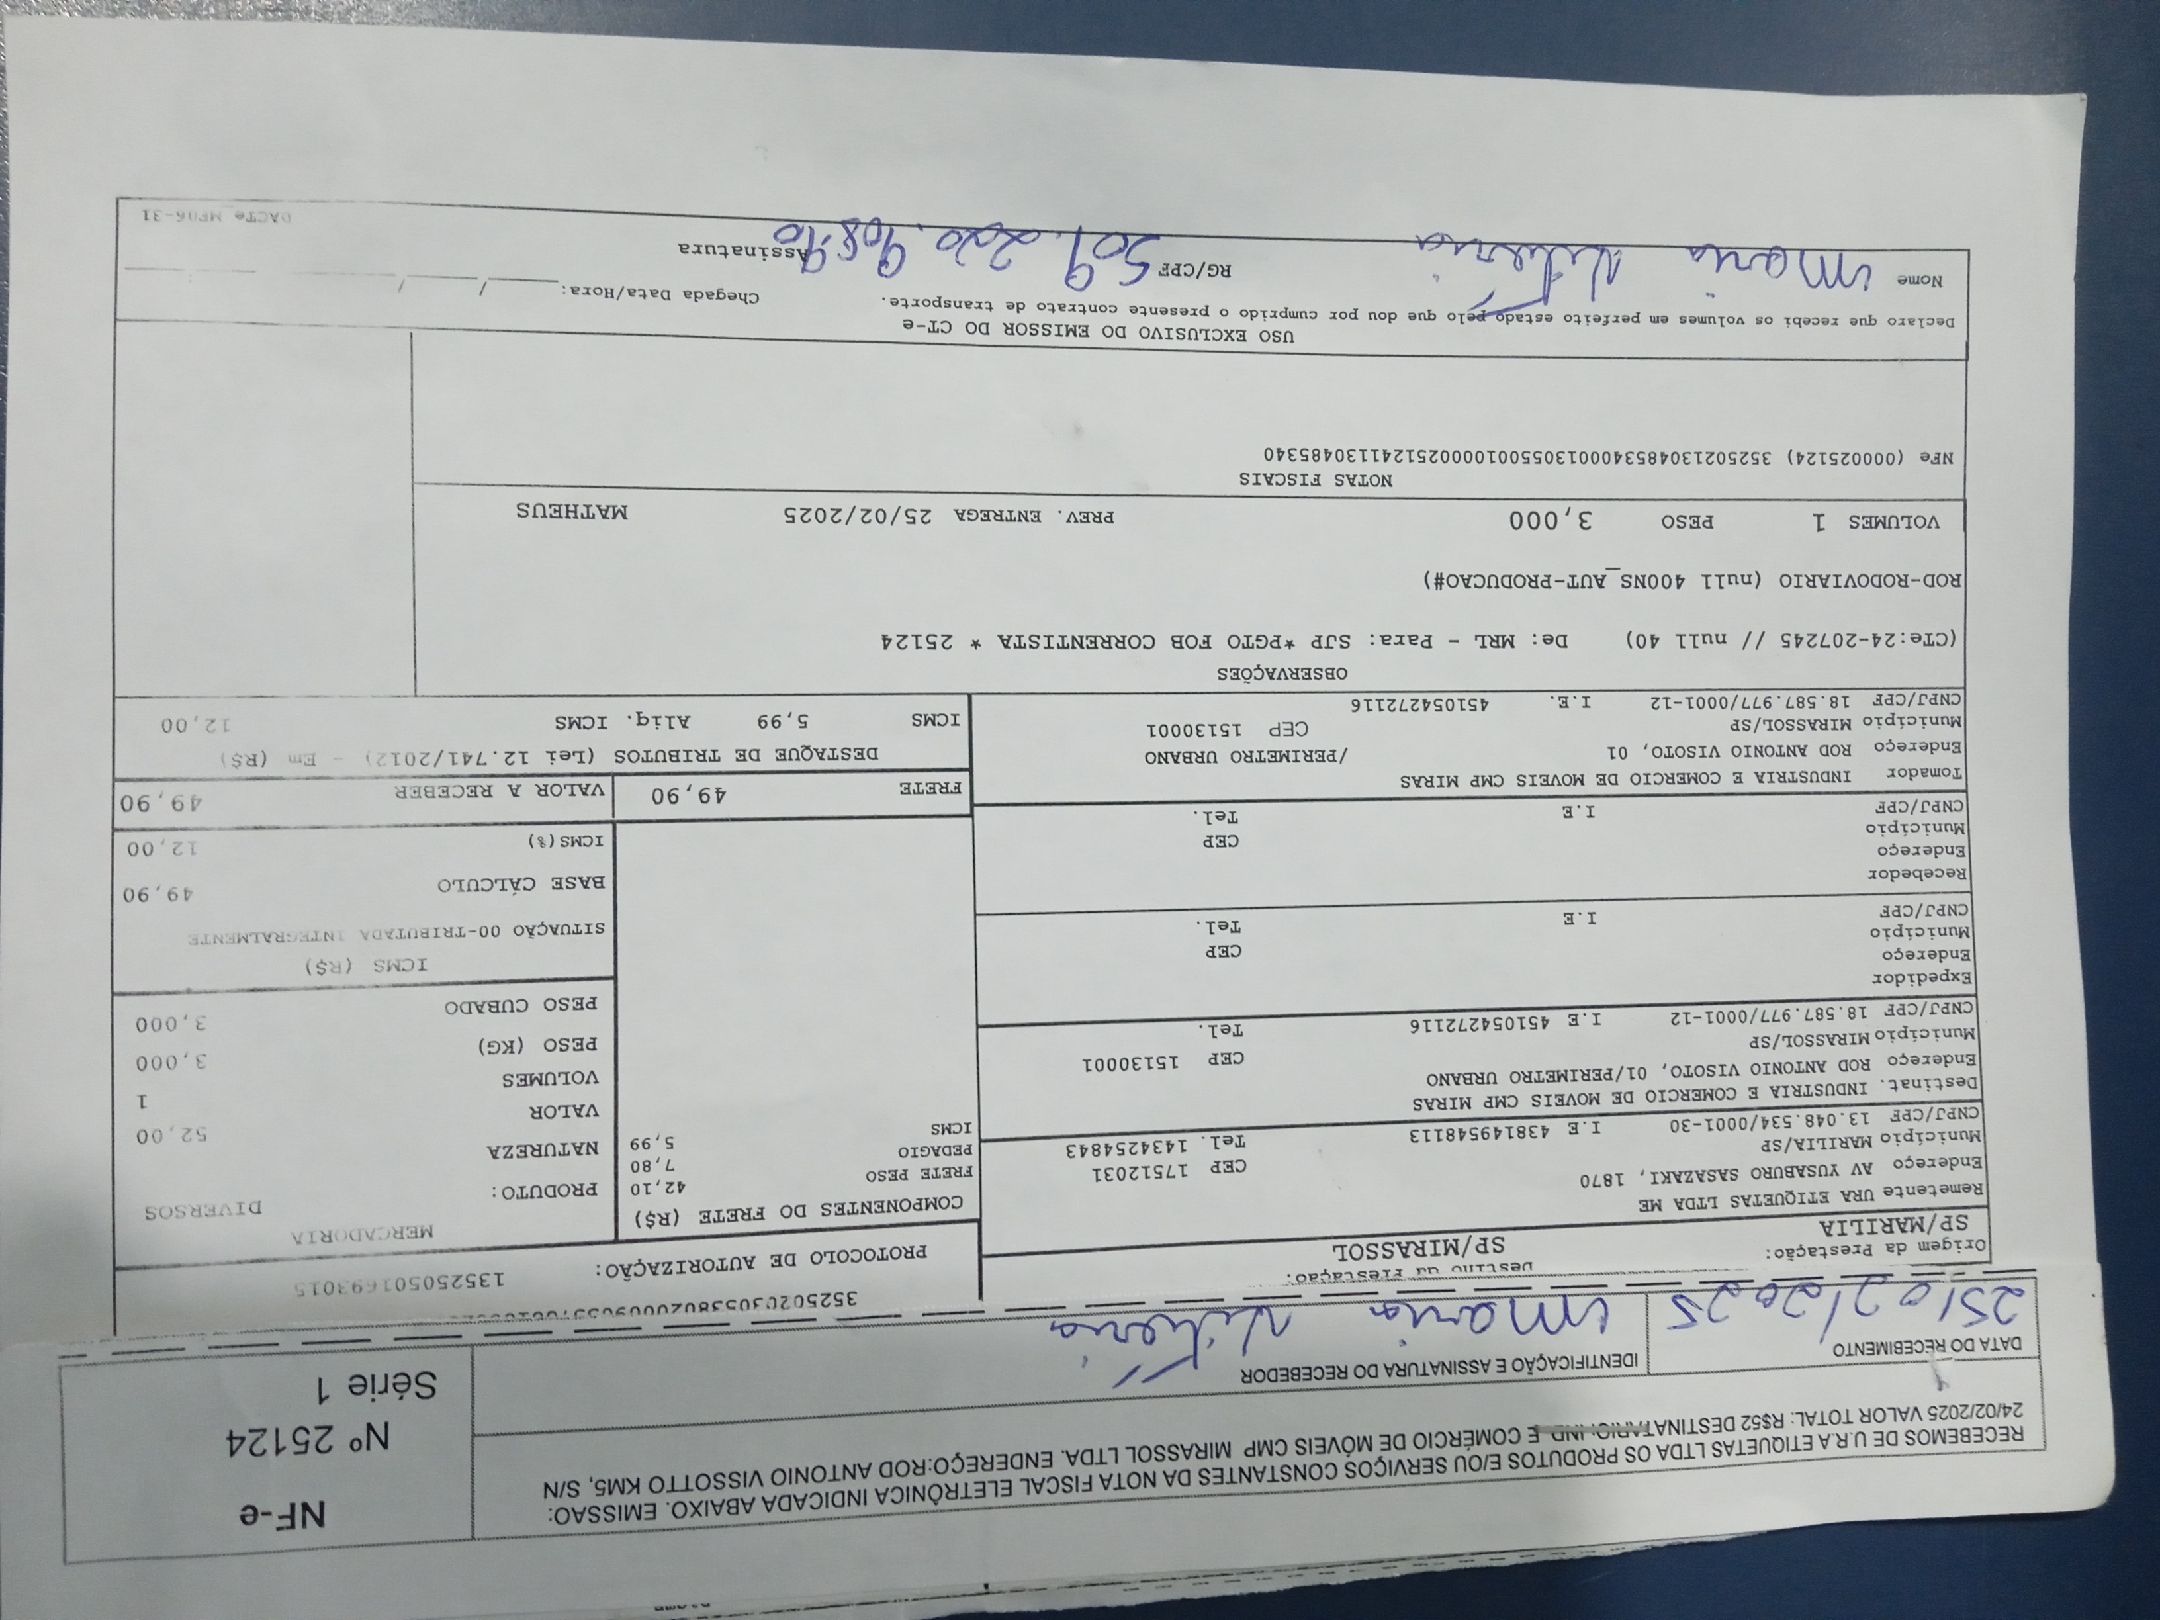 RECEBEMOS DE U.R.A ETIQUETAS LTDA OS PRODUTOS E/OU SERVIÇOS CONSTANTES DA NOTA FISCAL ELETRÔNICA INDICADA ABAIXO. EMISSAO:
24/02/2025 VALOR TOTAL: R$52 DESTINATARIO: IND E COMÉRCIO DE MÓVEIS CMP MIRASSOL LTDA. ENDEREÇO:ROD ANTONIO VISSOTTO KM5, S/N
NF-e
Nº 25124
Série 1
DATA DO RECEBIMENTO
IDENTIFICAÇÃO E ASSINATURA DO RECEBEDOR
25/02/2025
Maria
PROTOCOLO DE AUTORIZAÇÃO:
135250501693015
Origem da Prestação:
Destino da Prestação:
SP/MARILIA
SP/MIRASSOL
Remetente URA ETIQUETAS LTDA ME
Endereço AV YUSABURO SASAZAKI, 1870
CEP 17512031
Município MARILIA/SP
Tel. 1434254843
CNPJ/CPF 13.048.534/0001-30 I.E 438149548113
Destinat. INDUSTRIA E COMERCIO DE MOVEIS CMP MIRAS
Endereço ROD ANTONIO VISOTO, 01/PERIMETRO URBANO
CEP 15130001
Município MIRASSOL/SP
Tel.
CNPJ/CPF 18.587.977/0001-12 I.E 451054272116
Expedidor
Endereço
CEP
Município
Tel.
CNPJ/CPF I.E
Recebedor
Endereço
CEP
Município
Tel.
CNPJ/CPF I.E
Tomador INDUSTRIA E COMERCIO DE MOVEIS CMP MIRAS
Endereço ROD ANTONIO VISOTO, 01 /PERIMETRO URBANO
Município MIRASSOL/SP CEP 15130001
CNPJ/CPF 18.587.977/0001-12 I.E. 451054272116
COMPONENTES DO FRETE (R$)
FRETE PESO 42,10
PEDAGIO 7,80
ICMS 5,99
MERCADORIA
PRODUTO: DIVERSOS
NATUREZA
VALOR 52,00
VOLUMES 1
PESO (KG) 3,000
PESO CUBADO 3,000
ICMS (R$)
SITUAÇÃO 00-TRIBUTADA INTEGRALMENTE
BASE CÁLCULO 49,90
ICMS(%) 12,00
FRETE 49,90
VALOR A RECEBER 49,90
DESTAQUE DE TRIBUTOS (Lei 12.741/2012) - Em (R$)
ICMS 5,99 Aliq. ICMS 12,00
OBSERVAÇÕES
(CTe:24-207245 // null 40) De: MRL - Para: SJP *PGTO FOB CORRENTISTA * 25124
ROD-RODOVIARIO (null 400NS_AUT-PRODUCAO#)
VOLUMES 1 PESO 3,000 PREV. ENTREGA 25/02/2025 MATHEUS
NOTAS FISCAIS
NFe (000025124) 35250213048534000130550010000251241130485340
USO EXCLUSIVO DO EMISSOR DO CT-e
Declaro que recebi os volumes em perfeito estado pelo que dou por cumprido o presente contrato de transporte.
Chegada Data/Hora: / /
Nome Maria
RG/CPF 509.220.908.90
Assinatura
DACTe_MF06-31